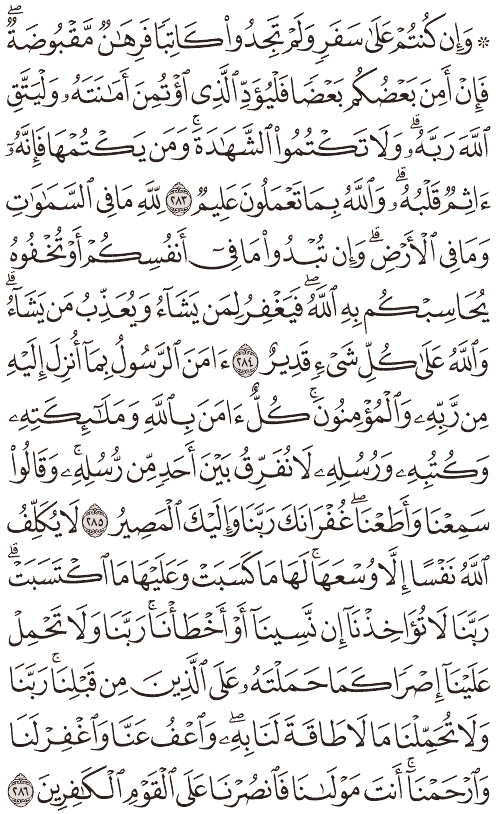 ۞ وَإِن كُنتُمْ عَلَىٰ سَفَرٍ وَلَمْ تَجِدُوا۟ كَاتِبًا فَرِهَٰنٌ مَّقْبُوضَةٌ ۖ
فَإِنْ أَمِنَ بَعْضُكُم بَعْضًا فَلْيُؤَدِّ ٱلَّذِى ٱؤْتُمِنَ أَمَٰنَتَهُۥ وَلْيَتَّقِ
ٱللَّهَ رَبَّهُۥ ۗ وَلَا تَكْتُمُوا۟ ٱلشَّهَٰدَةَ ۚ وَمَن يَكْتُمْهَا فَإِنَّهُۥٓ
ءَاثِمٌ قَلْبُهُۥ ۗ وَٱللَّهُ بِمَا تَعْمَلُونَ عَلِيمٌ ٢٨٣ لِّلَّهِ مَا فِى ٱلسَّمَٰوَٰتِ
وَمَا فِى ٱلْأَرْضِ ۗ وَإِن تُبْدُوا۟ مَا فِىٓ أَنفُسِكُمْ أَوْ تُخْفُوهُ
يُحَاسِبْكُم بِهِ ٱللَّهُ ۖ فَيَغْفِرُ لِمَن يَشَآءُ وَيُعَذِّبُ مَن يَشَآءُ ۗ
وَٱللَّهُ عَلَىٰ كُلِّ شَىْءٍ قَدِيرٌ ٢٨٤ ءَامَنَ ٱلرَّسُولُ بِمَآ أُنزِلَ إِلَيْهِ
مِن رَّبِّهِۦ وَٱلْمُؤْمِنُونَ ۚ كُلٌّ ءَامَنَ بِٱللَّهِ وَمَلَٰٓئِكَتِهِۦ
وَكُتُبِهِۦ وَرُسُلِهِۦ لَا نُفَرِّقُ بَيْنَ أَحَدٍ مِّن رُّسُلِهِۦ ۚ وَقَالُوا۟
سَمِعْنَا وَأَطَعْنَا ۖ غُفْرَانَكَ رَبَّنَا وَإِلَيْكَ ٱلْمَصِيرُ ٢٨٥ لَا يُكَلِّفُ
ٱللَّهُ نَفْسًا إِلَّا وُسْعَهَا ۚ لَهَا مَا كَسَبَتْ وَعَلَيْهَا مَا ٱكْتَسَبَتْ ۗ
رَبَّنَا لَا تُؤَاخِذْنَآ إِن نَّسِينَآ أَوْ أَخْطَأْنَا ۚ رَبَّنَا وَلَا تَحْمِلْ
عَلَيْنَآ إِصْرًا كَمَا حَمَلْتَهُۥ عَلَى ٱلَّذِينَ مِن قَبْلِنَا ۚ رَبَّنَا
وَلَا تُحَمِّلْنَا مَا لَا طَاقَةَ لَنَا بِهِۦ ۖ وَٱعْفُ عَنَّا وَٱغْفِرْ لَنَا
وَٱرْحَمْنَآ ۚ أَنتَ مَوْلَىٰنَا فَٱنصُرْنَا عَلَى ٱلْقَوْمِ ٱلْكَٰفِرِينَ ٢٨٦